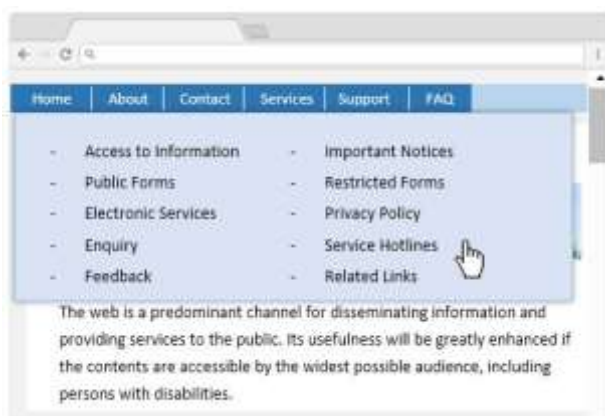 Home About Contact Services Support FAQ
- Access to Information
- Public Forms
- Electronic Services
- Enquiry
- Feedback
- Important Notices
- Restricted Forms
- Privacy Policy
- Service Hotlines
- Related Links
The web is a predominant channel for disseminating information and
providing services to the public. Its usefulness will be greatly enhanced if
the contents are accessible by the widest possible audience, including
persons with disabilities.